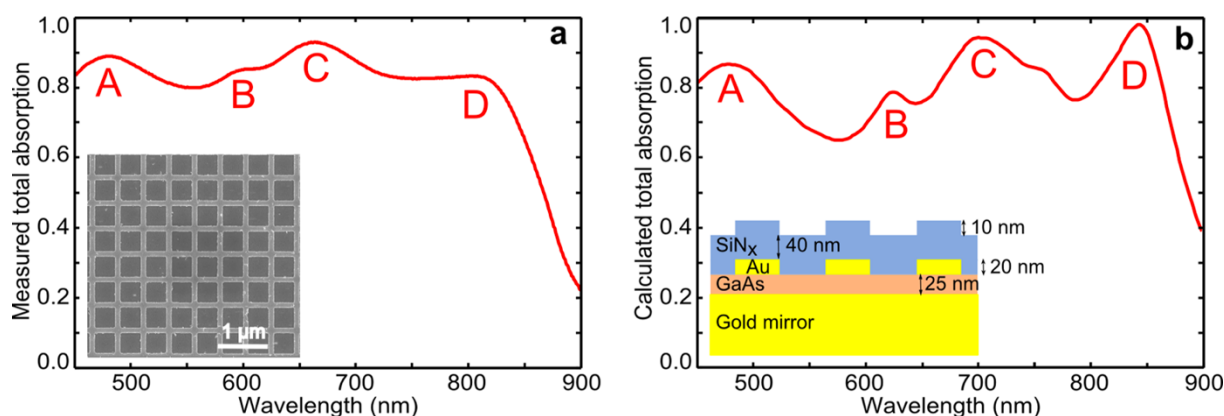 a
Measured total absorption
1.0
0.8
0.6
0.4
0.2
0.0
A
B
C
D
1 µm
500
600
700
800
900
Wavelength (nm)
b
Calculated total absorption
1.0
0.8
0.6
0.4
0.2
0.0
A
B
C
D
10 nm
SiNx
40 nm
Au
20 nm
GaAs
25 nm
Gold mirror
500
600
700
800
900
Wavelength (nm)